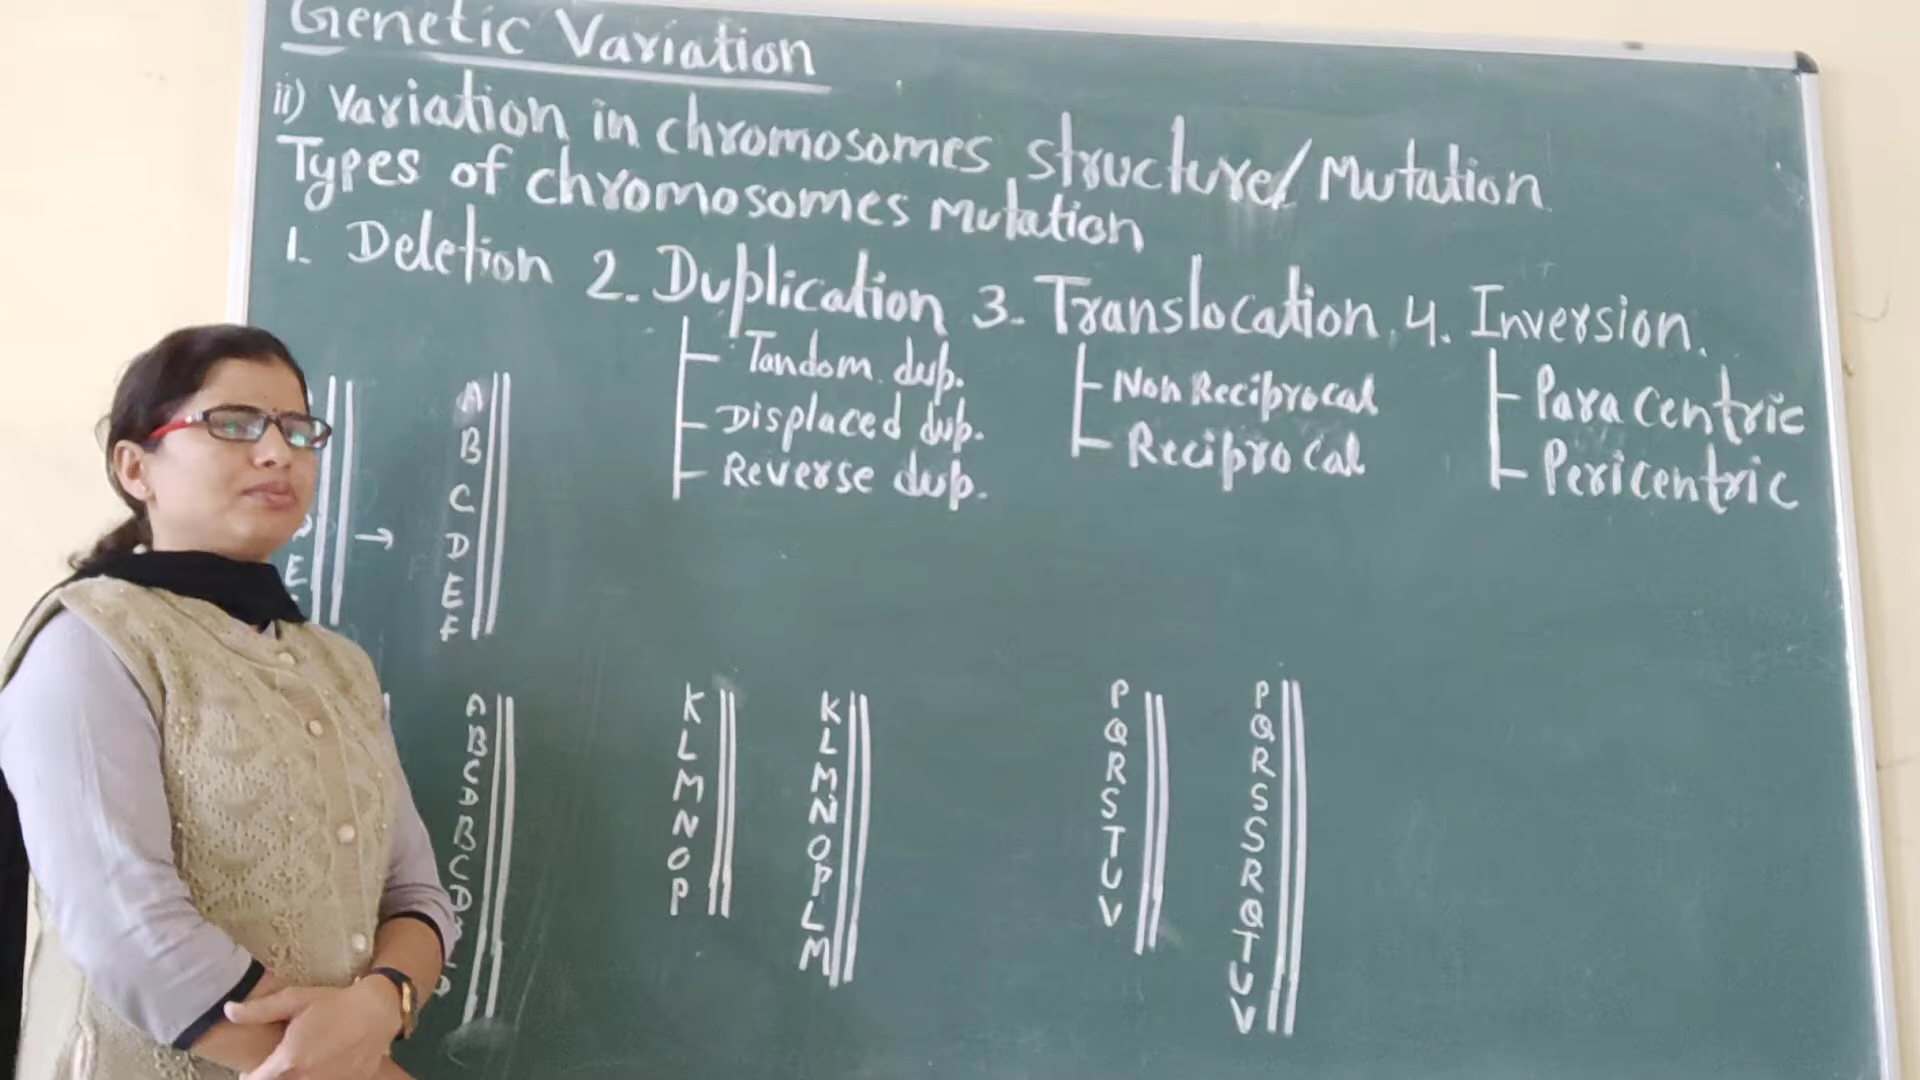 Genetic Variation
ii) Variation in chromosomes structure/Mutation
Types of chromosomes Mutation
1. Deletion 2. Duplication 3. Translocation, 4. Inversion.
Tandom dup.
Displaced dup.
Reverse dup.
Non Reciprocal
Reciprocal
Para Centric
Pericentric
E
→
A
B
C
D
E
F
A
B
C
D
B
C
D
K
L
M
N
O
P
K
L
M
N
O
P
L
M
P
Q
R
S
T
U
V
P
Q
R
S
S
R
Q
T
U
V